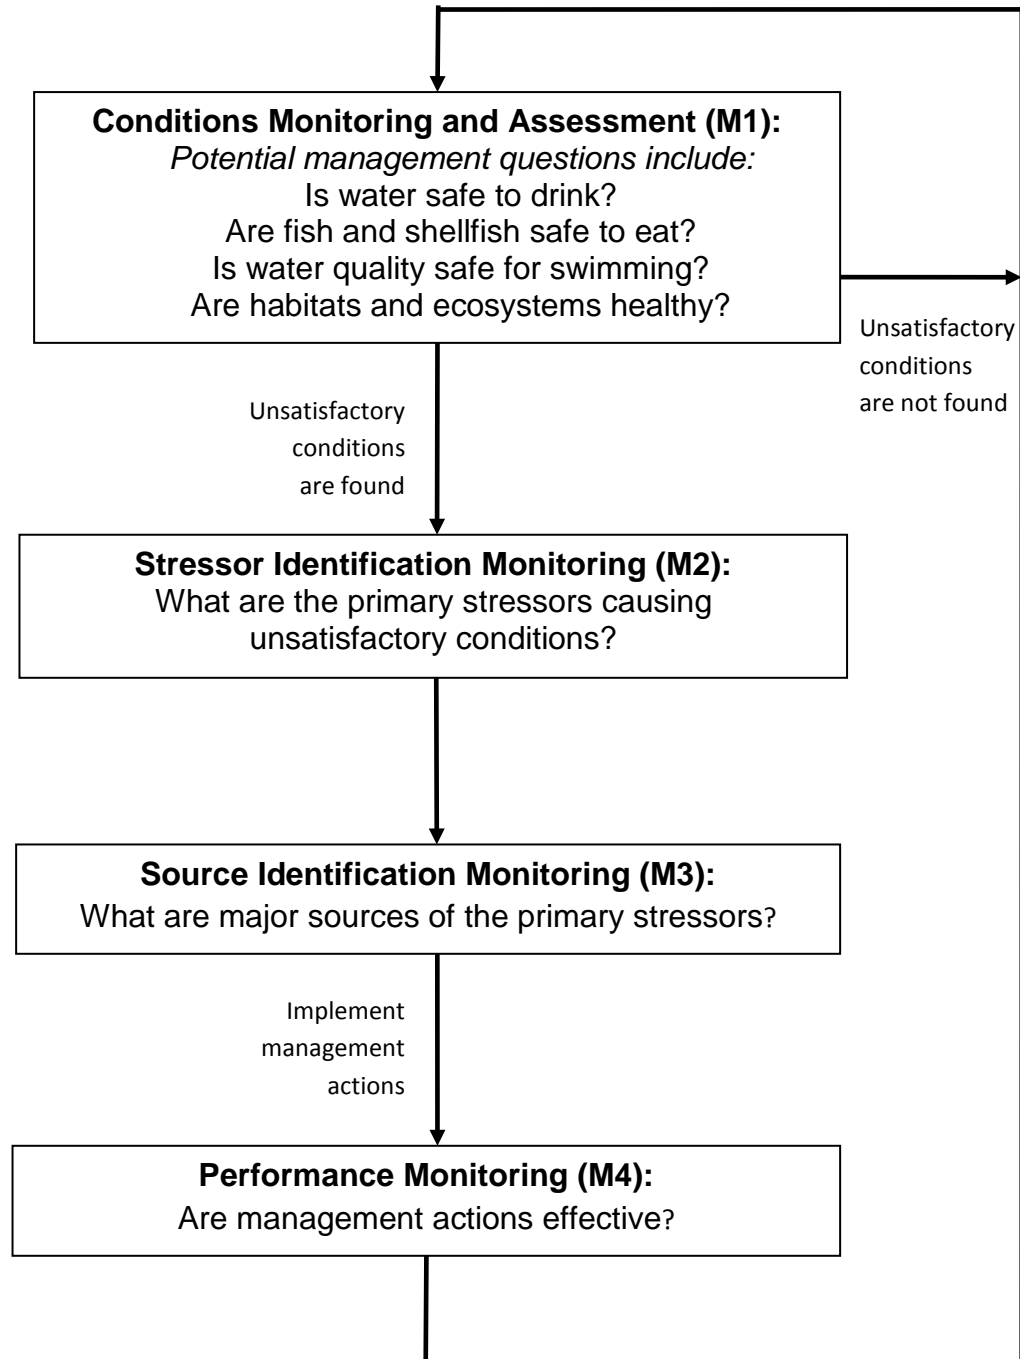 Conditions Monitoring and Assessment (M1):
Potential management questions include:
Is water safe to drink?
Are fish and shellfish safe to eat?
Is water quality safe for swimming?
Are habitats and ecosystems healthy?
Unsatisfactory
conditions
are not found
Unsatisfactory
conditions
are found
Stressor Identification Monitoring (M2):
What are the primary stressors causing
unsatisfactory conditions?
Source Identification Monitoring (M3):
What are major sources of the primary stressors?
Implement
management
actions
Performance Monitoring (M4):
Are management actions effective?